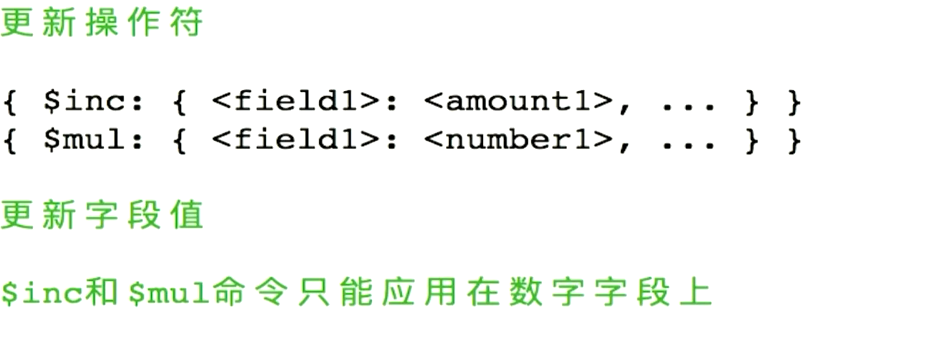 更新操作符
{ $inc: { <field1>: <amount1>, ... } }
{ $mul: { <field1>: <number1>, ... } }
更新字段值
$inc和$mul命令只能应用在数字字段上